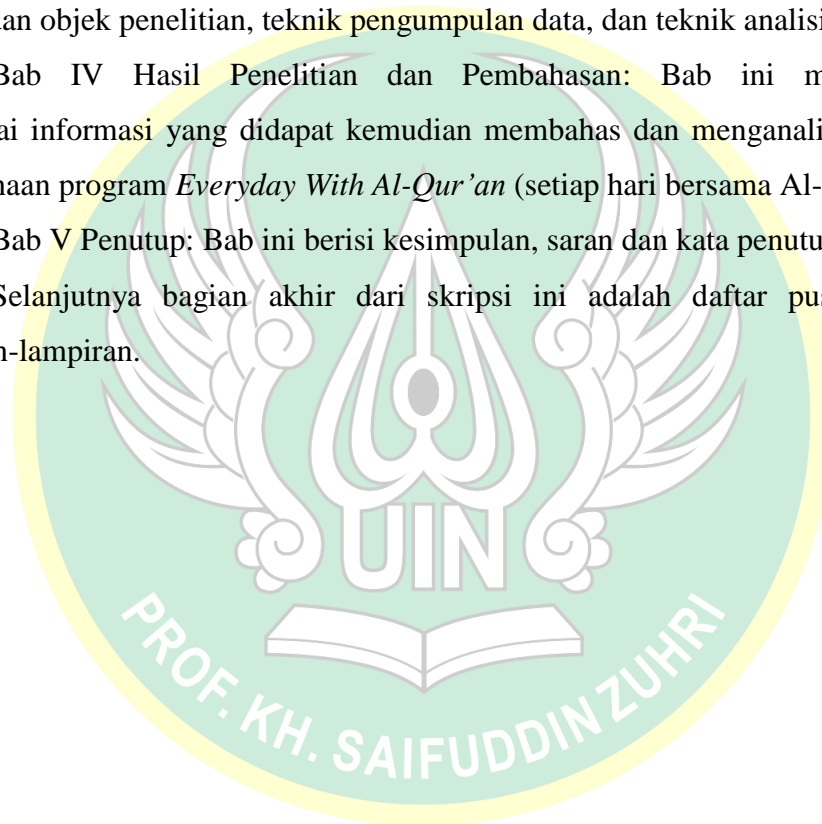 dan objek penelitian, teknik pengumpulan data, dan teknik analisi
Bab IV Hasil Penelitian dan Pembahasan: Bab ini m
ai informasi yang didapat kemudian membahas dan menganali
naan program Everyday With Al-Qur’an (setiap hari bersama Al-
Bab V Penutup: Bab ini berisi kesimpulan, saran dan kata penutu
Selanjutnya bagian akhir dari skripsi ini adalah daftar pus
n-lampiran.
UIN
PROF. KH. SAIFUDDIN ZUHRI